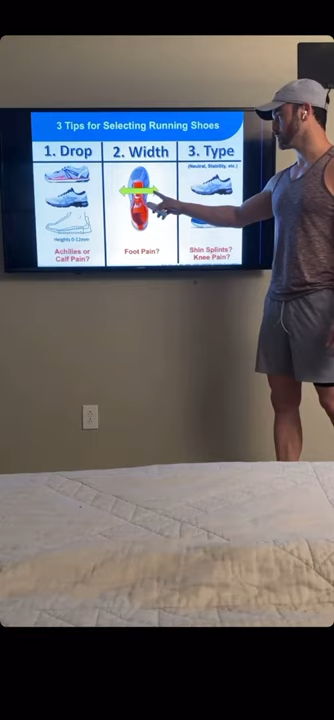 3 Tips for Selecting Running Shoes
1. Drop
2. Width
3. Type
(Neutral, Stability, etc.)
Heights: 0-12mm
Achilles or
Calf Pain?
Foot Pain?
Shin Splints?
Knee Pain?